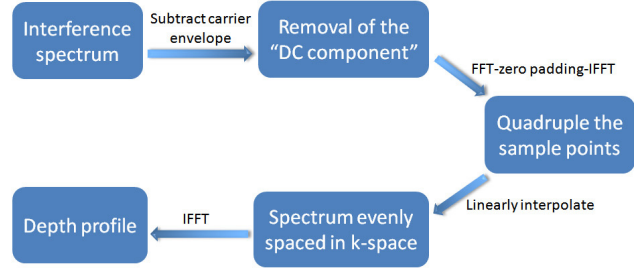 Interference
spectrum
Subtract carrier
envelope
Removal of the
“DC component”
FFT-zero padding-IFFT
Quadruple the
sample points
Linearly interpolate
Spectrum evenly
spaced in k-space
IFFT
Depth profile